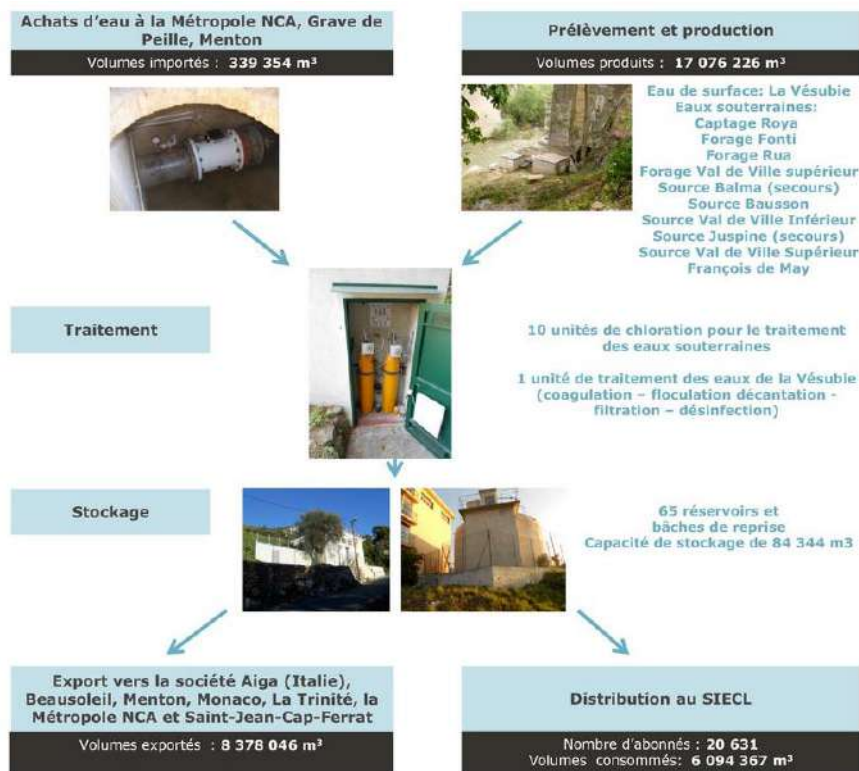 Achats d'eau à la Métropole NCA, Grave de
Peille, Menton
Volumes importés : 339 354 m³
Prélèvement et production
Volumes produits : 17 076 226 m³
Eau de surface: La Vésubie
Eaux souterraines:
Captage Roya
Forage Fonti
Forage Rua
Forage Val de Ville supérieur
Source Balma (secours)
Source Bausson
Source Val de Ville Inférieur
Source Juspine (secours)
Source Val de Ville Supérieur
François de May
Traitement
10 unités de chloration pour le traitement
des eaux souterraines
1 unité de traitement des eaux de la Vésubie
(coagulation – floculation décantation -
filtration – désinfection)
Stockage
65 réservoirs et
bâches de reprise
Capacité de stockage de 84 344 m3
Export vers la société Aiga (Italie),
Beausoleil, Menton, Monaco, La Trinité, la
Métropole NCA et Saint-Jean-Cap-Ferrat
Volumes exportés : 8 378 046 m³
Distribution au SIECL
Nombre d'abonnés : 20 631
Volumes consommés: 6 094 367 m³